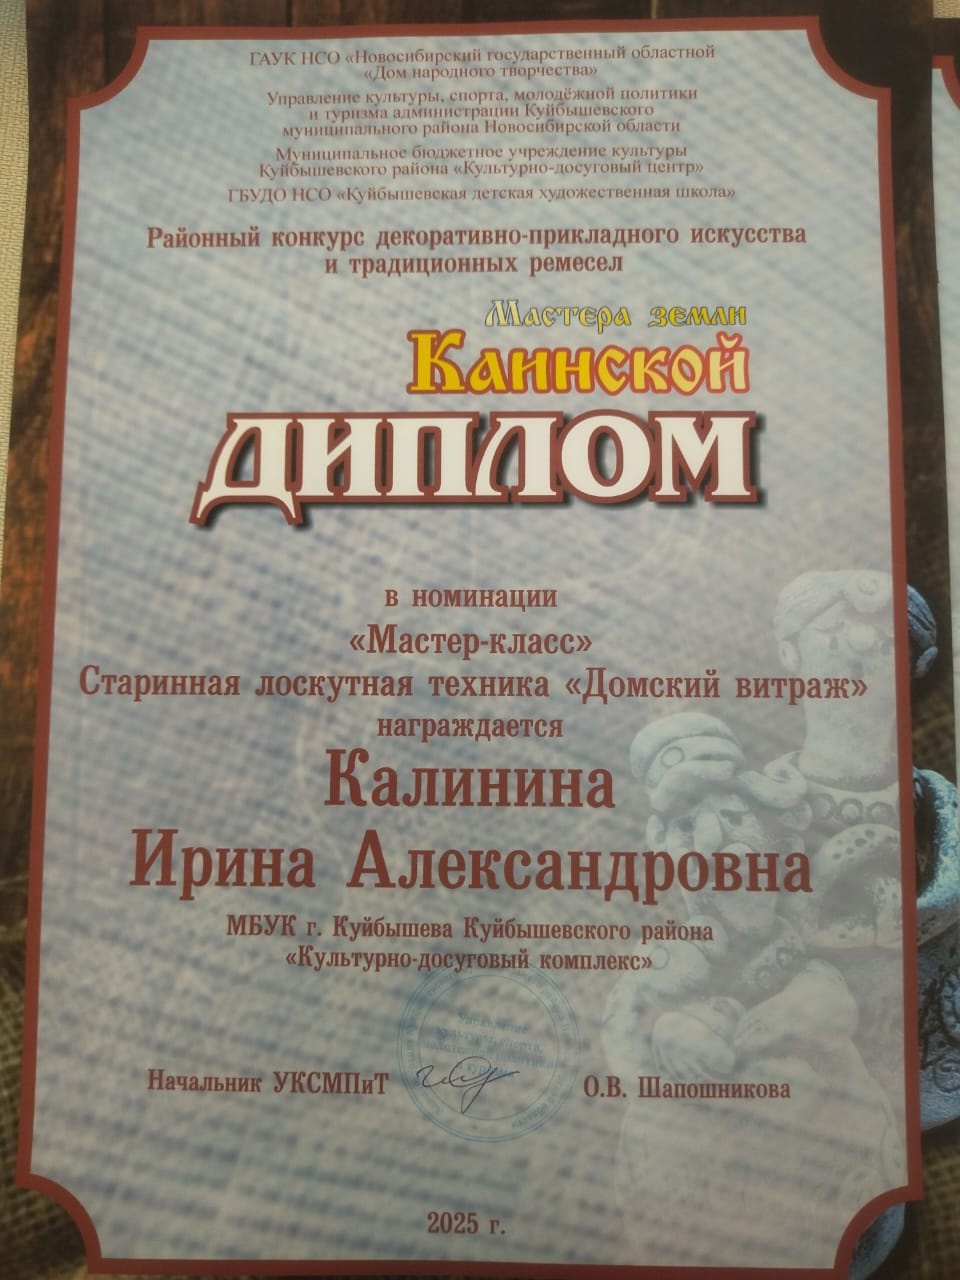 ГАУК НСО «Новосибирский государственный областной
«Дом народного творчества»
Управление культуры, спорта, молодёжной политики
и туризма администрации Куйбышевского
муниципального района Новосибирской области
Муниципальное бюджетное учреждение культуры
Куйбышевского района «Культурно-досуговый центр»
ГБУДО НСО «Куйбышевская детская художественная школа»
Районный конкурс декоративно-прикладного искусства
и традиционных ремесел
Мастера земли
Каинской
ДИПЛОМ
в номинации
«Мастер-класс»
Старинная лоскутная техника «Домский витраж»
награждается
Калинина
Ирина Александровна
МБУК г. Куйбышева Куйбышевского района
«Культурно-досуговый комплекс»
Управление
культуры, спорта,
Начальник УКСМПиТ
О.В. Шапошникова
2025 г.